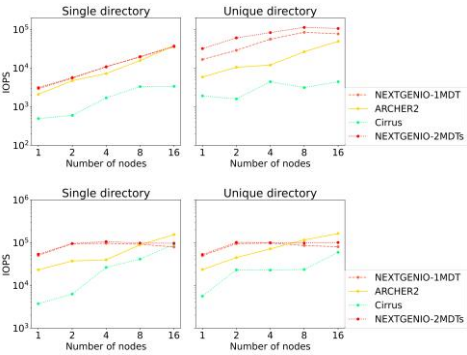 Single directory
Unique directory
IOPS
10^5
10^4
10^3
10^2
1 2 4 8 16
Number of nodes
1 2 4 8 16
Number of nodes
NEXTGENIO-1MDT
ARCHER2
Cirrus
NEXTGENIO-2MDTs
Single directory
Unique directory
IOPS
10^6
10^5
10^4
10^3
1 2 4 8 16
Number of nodes
1 2 4 8 16
Number of nodes
NEXTGENIO-1MDT
ARCHER2
Cirrus
NEXTGENIO-2MDTs